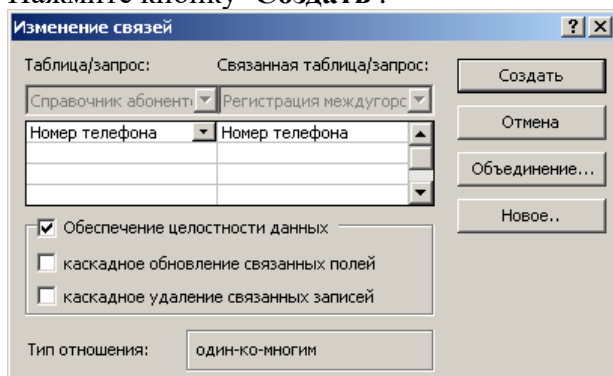 Нажмите кнопку "Создать".
Изменение связей
Таблица/запрос: Связанная таблица/запрос:
Справочник абоненто Регистрация междугорс
Номер телефона Номер телефона
Создать
Отмена
Объединение...
Новое..
Обеспечение целостности данных
каскадное обновление связанных полей
каскадное удаление связанных записей
Тип отношения: один-ко-многим